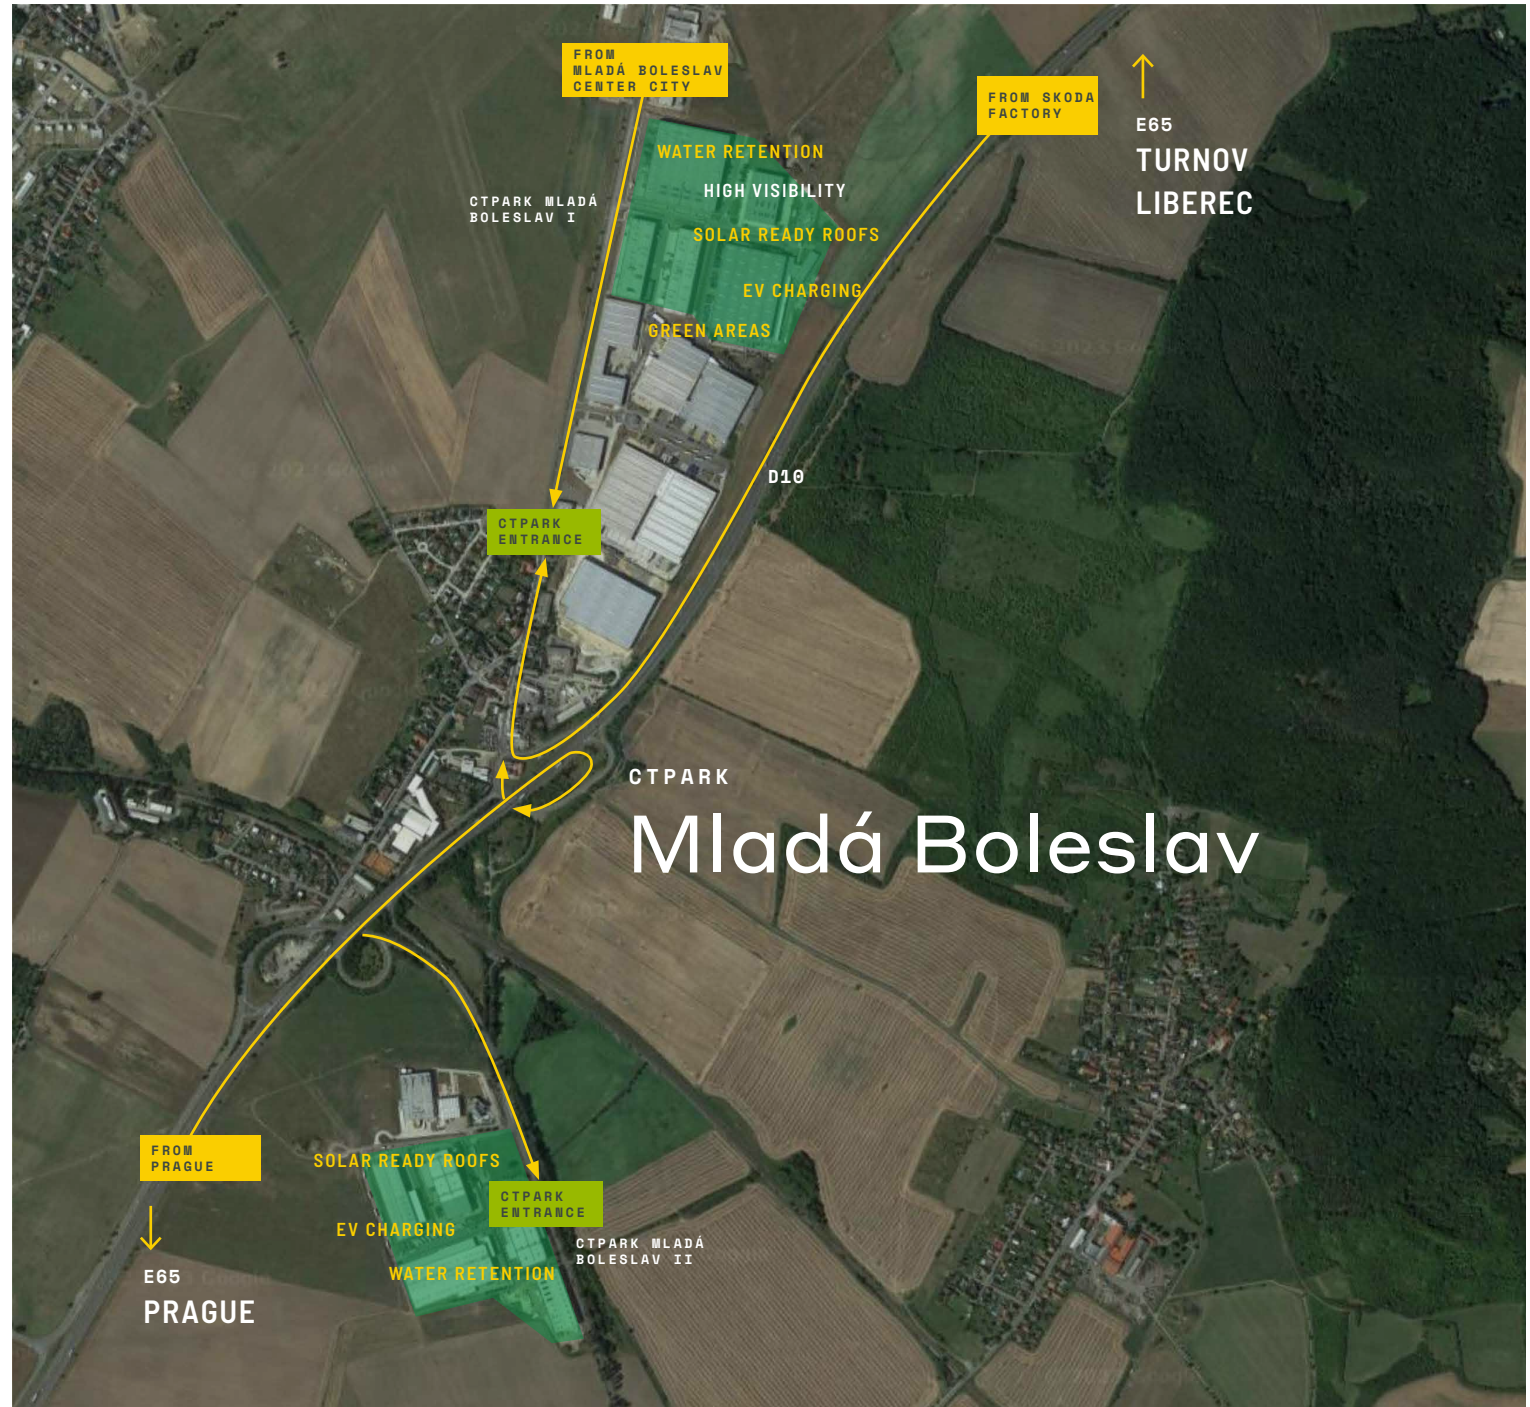 FROM
MLADÁ BOLESLAV
CENTER CITY
FROM SKODA
FACTORY
E65
TURNOV
LIBEREC
WATER RETENTION
HIGH VISIBILITY
CTPARK MLADÁ
BOLESLAV I
SOLAR READY ROOFS
EV CHARGING
GREEN AREAS
D10
CTPARK
ENTRANCE
CTPARK
Mladá Boleslav
FROM
PRAGUE
SOLAR READY ROOFS
CTPARK
ENTRANCE
EV CHARGING
CTPARK MLADÁ
BOLESLAV II
WATER RETENTION
E65
PRAGUE